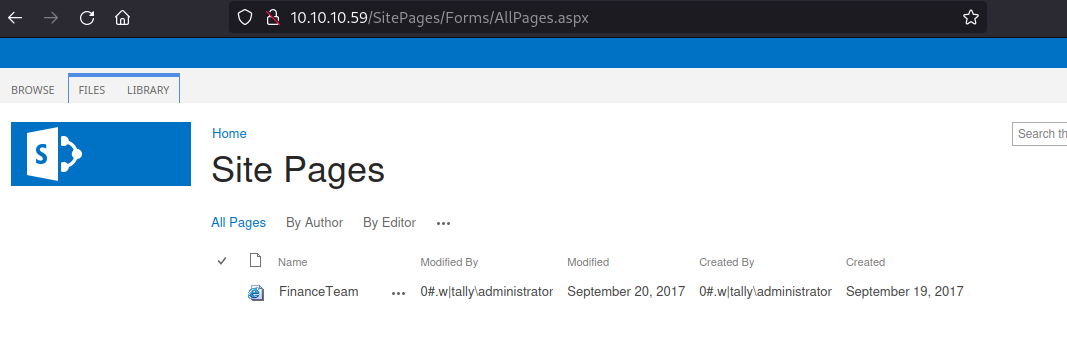 10.10.10.59/SitePages/Forms/AllPages.aspx
BROWSE FILES LIBRARY
S
Home
Search th
Site Pages
All Pages By Author By Editor ...
Name Modified By Modified Created By Created
FinanceTeam ... 0#.w|tally\administrator September 20, 2017 0#.w|tally\administrator September 19, 2017